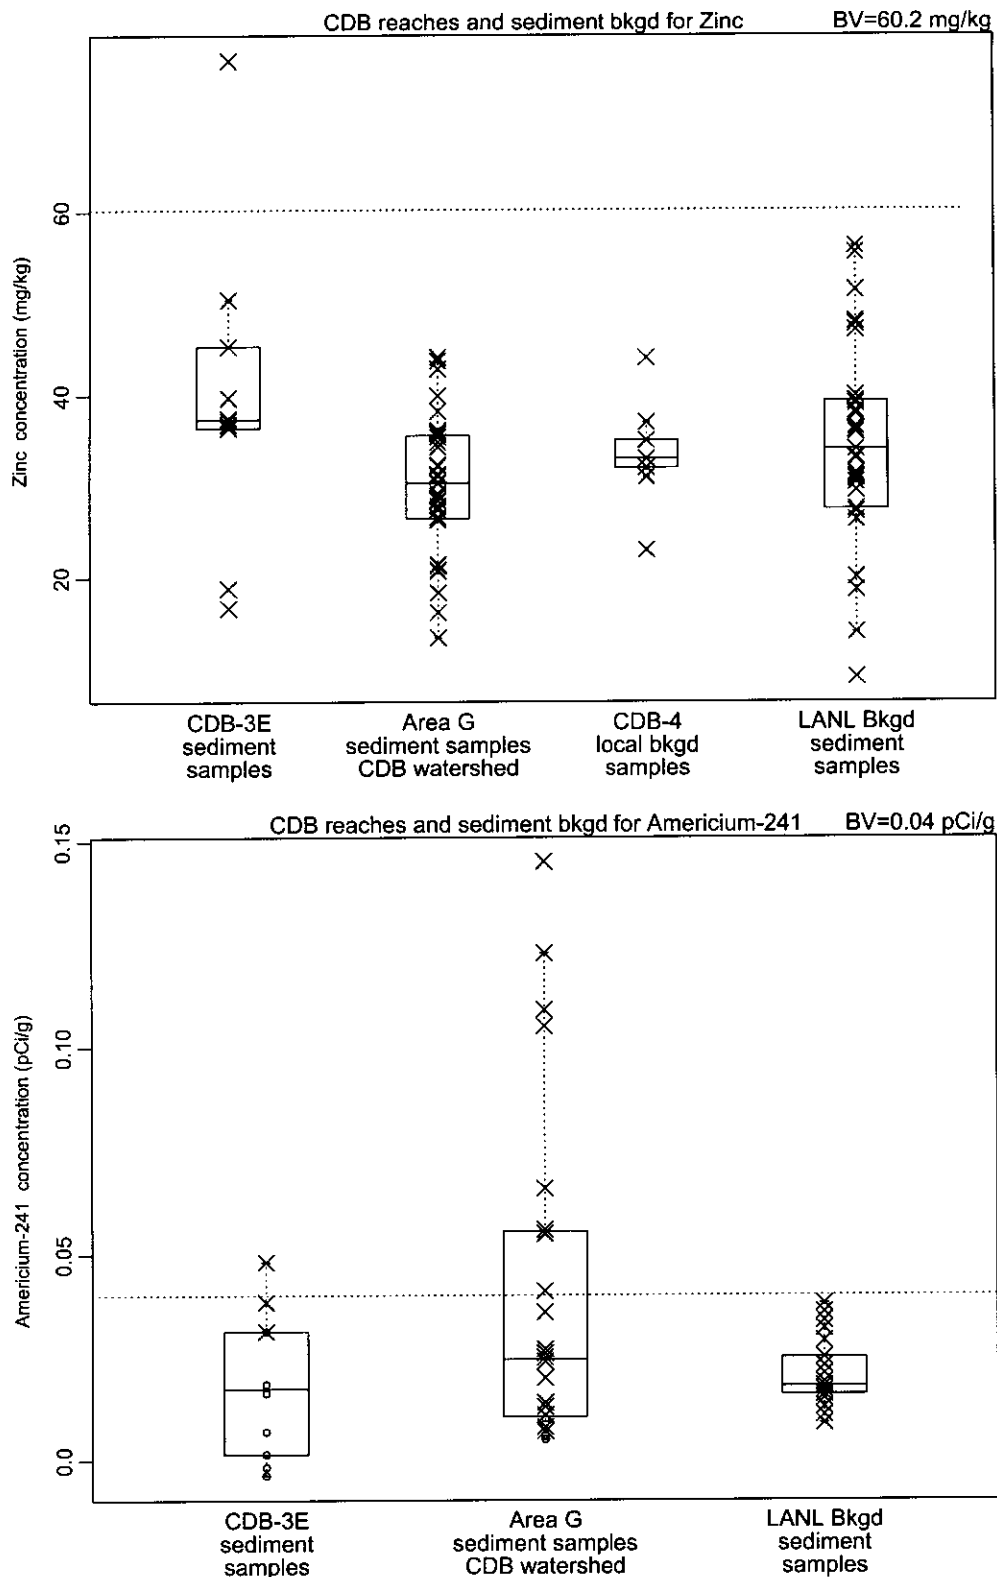 CDB reaches and sediment bkgd for Zinc BV=60.2 mg/kg
Zinc concentration (mg/kg)
60
40
20
CDB-3E
sediment
samples
Area G
sediment samples
CDB watershed
CDB-4
local bkgd
samples
LANL Bkgd
sediment
samples
CDB reaches and sediment bkgd for Americium-241 BV=0.04 pCi/g
Americium-241 concentration (pCi/g)
0.15
0.10
0.05
0.0
CDB-3E
sediment
samples
Area G
sediment samples
CDB watershed
LANL Bkgd
sediment
samples